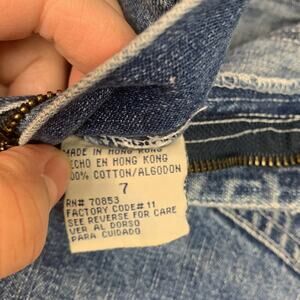 MADE IN HONG KONG
HECHO EN HONG KONG
100% COTTON/ALGODON
7
RN# 70853
FACTORY CODE# 11
SEE REVERSE FOR CARE
VER AL DORSO
PARA CUIDADO